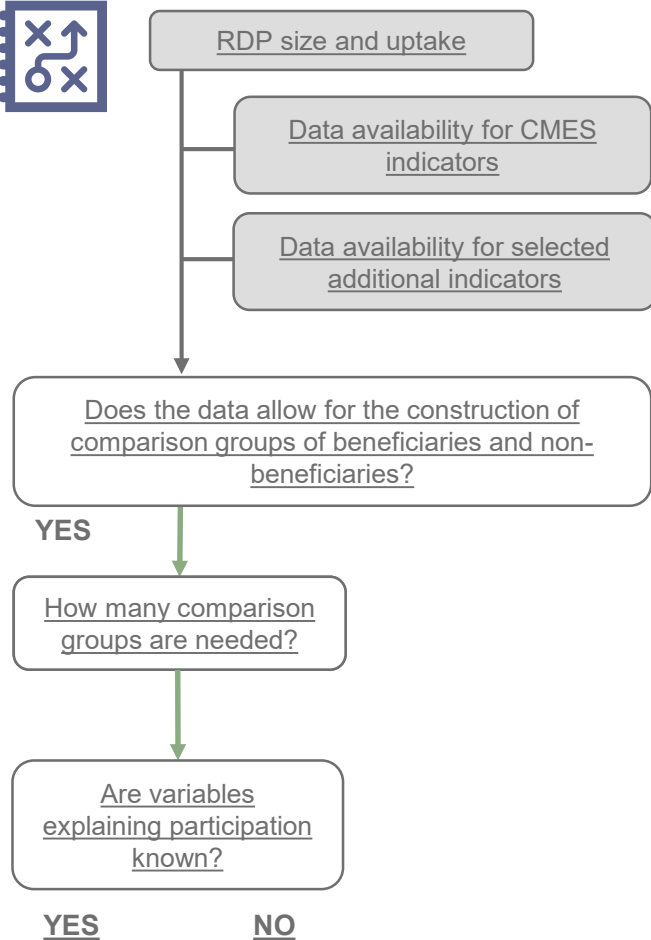 RDP size and uptake
Data availability for CMES
indicators
Data availability for selected
additional indicators
Does the data allow for the construction of
comparison groups of beneficiaries and non-
beneficiaries?
YES
How many comparison
groups are needed?
Are variables
explaining participation
known?
YES
NO